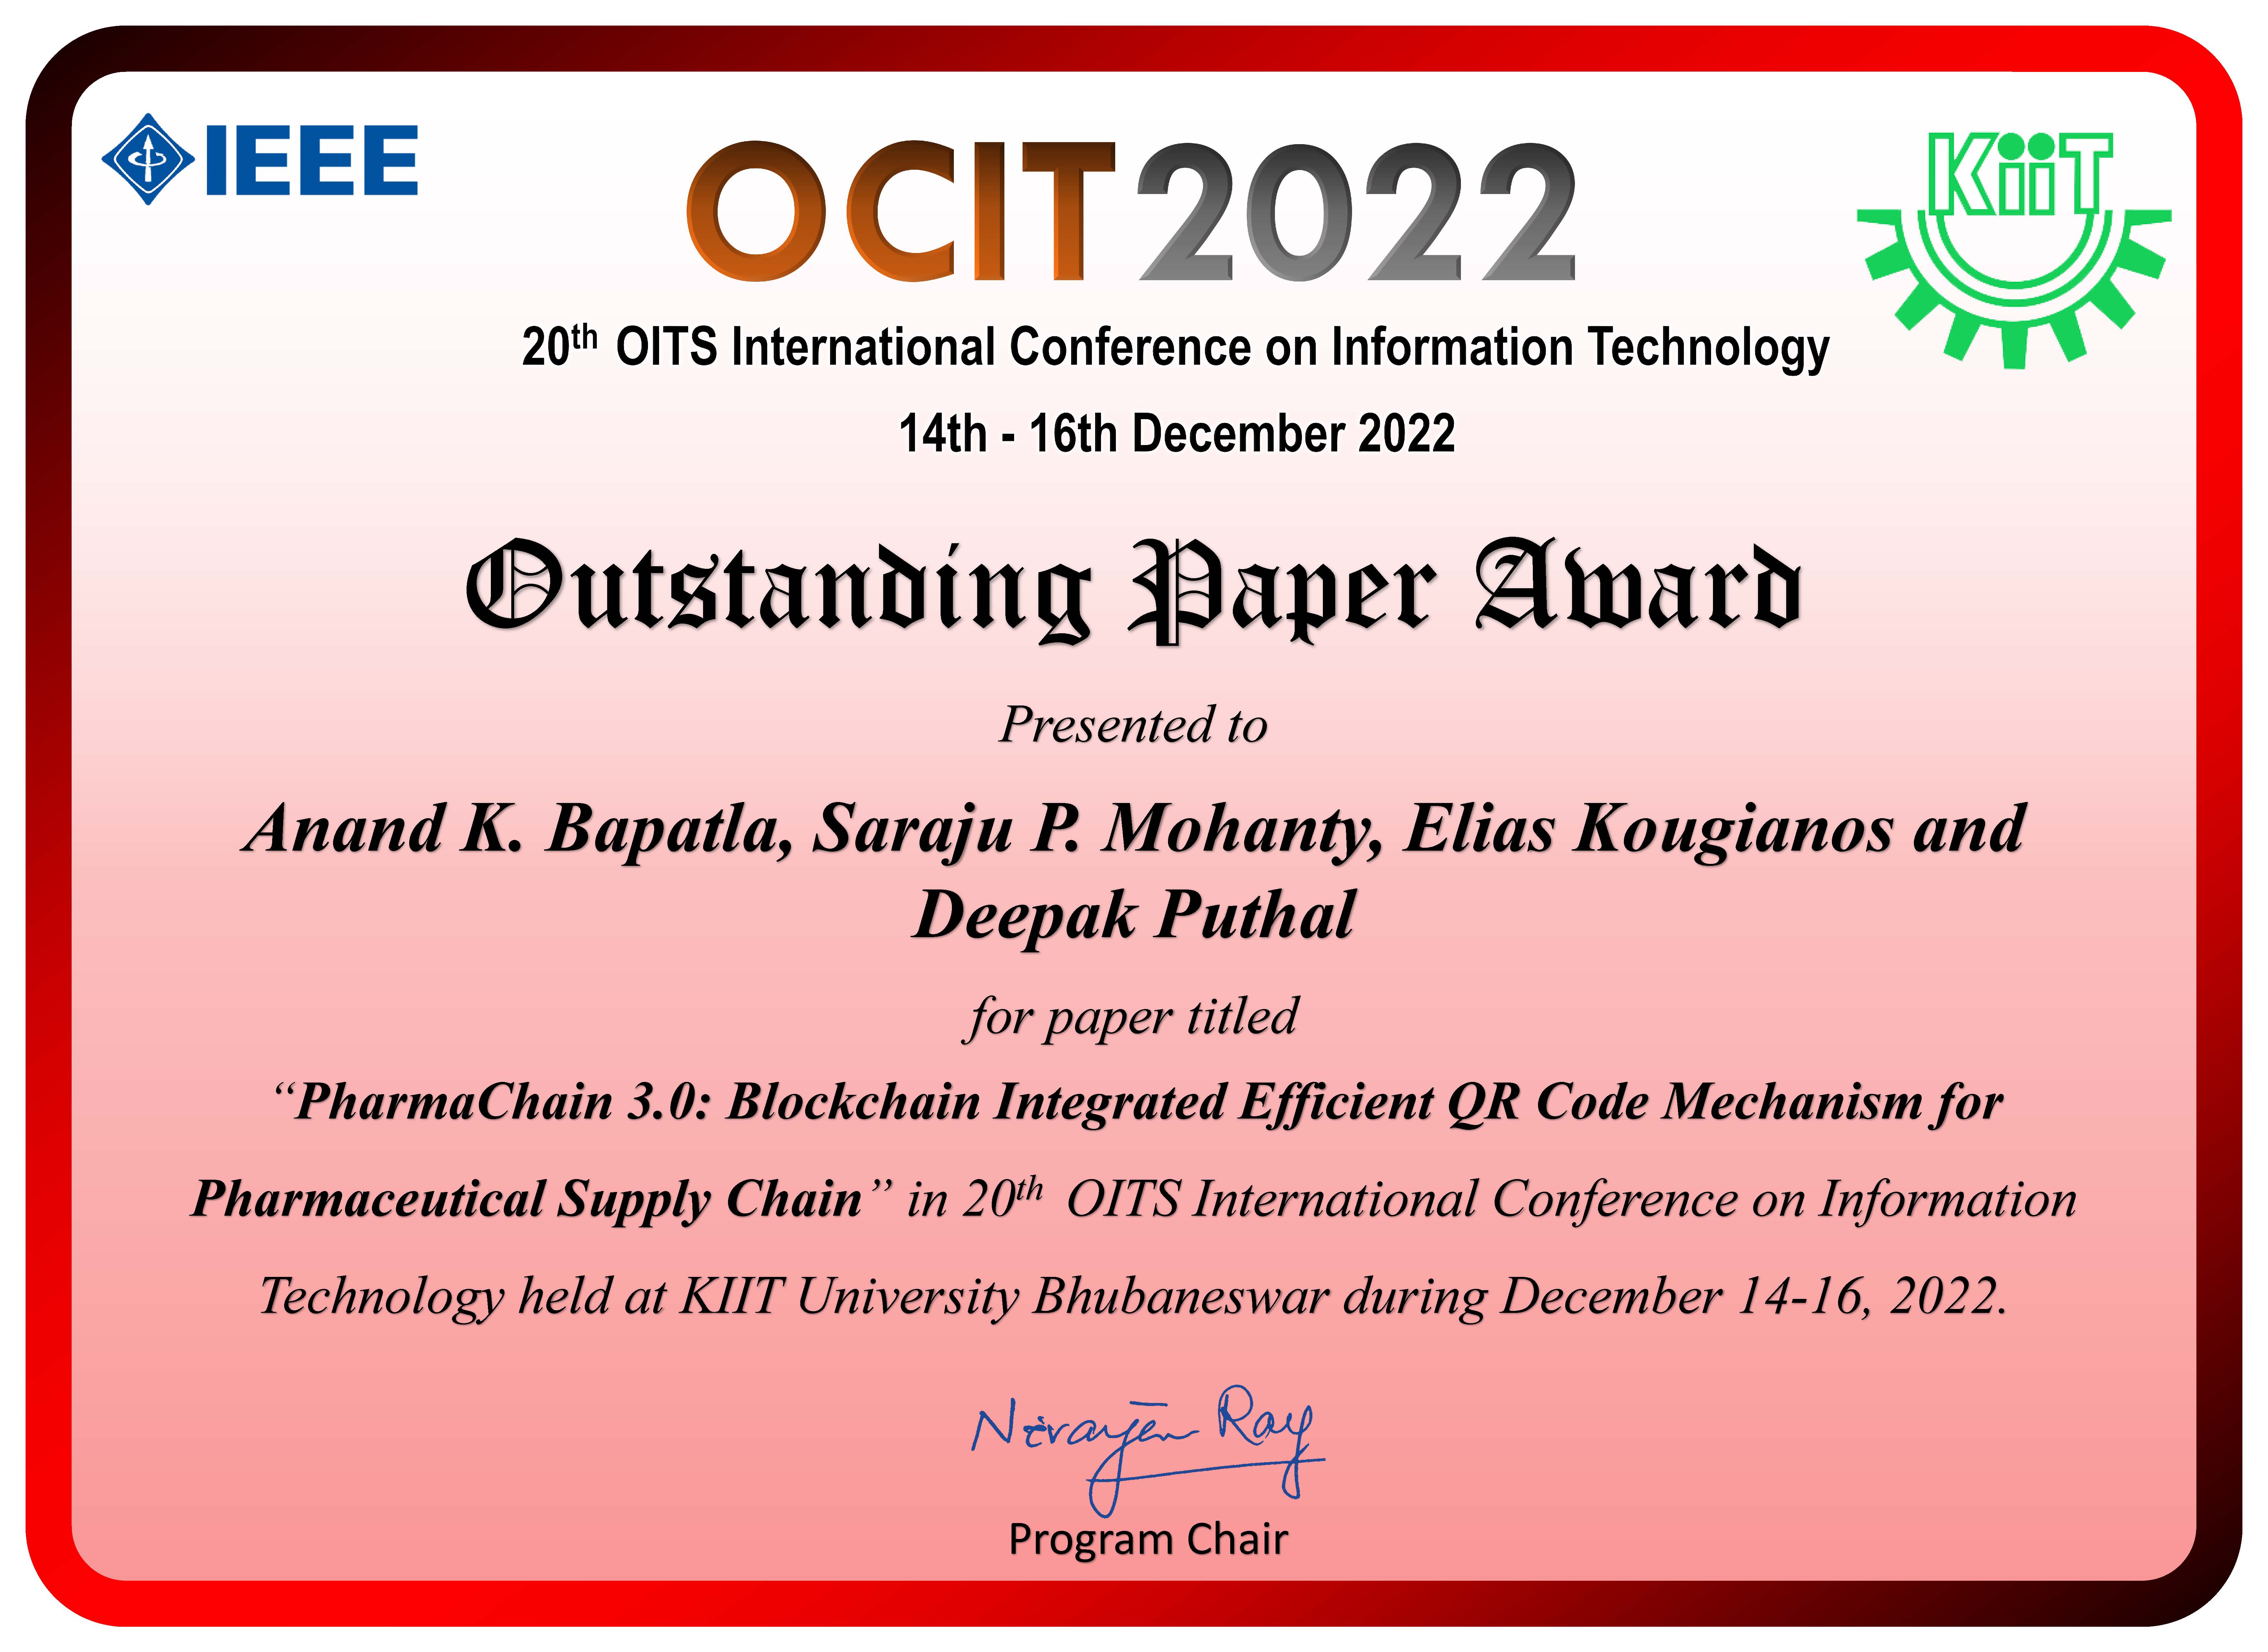 IEEE
OCIT2022
KiiT
20th OITS International Conference on Information Technology
14th - 16th December 2022
Outstanding Paper Award
Presented to
Anand K. Bapatla, Saraju P. Mohanty, Elias Kougianos and
Deepak Puthal
for paper titled
“PharmaChain 3.0: Blockchain Integrated Efficient QR Code Mechanism for
Pharmaceutical Supply Chain” in 20th OITS International Conference on Information
Technology held at KIIT University Bhubaneswar during December 14-16, 2022.
Niranjan Ray
Program Chair